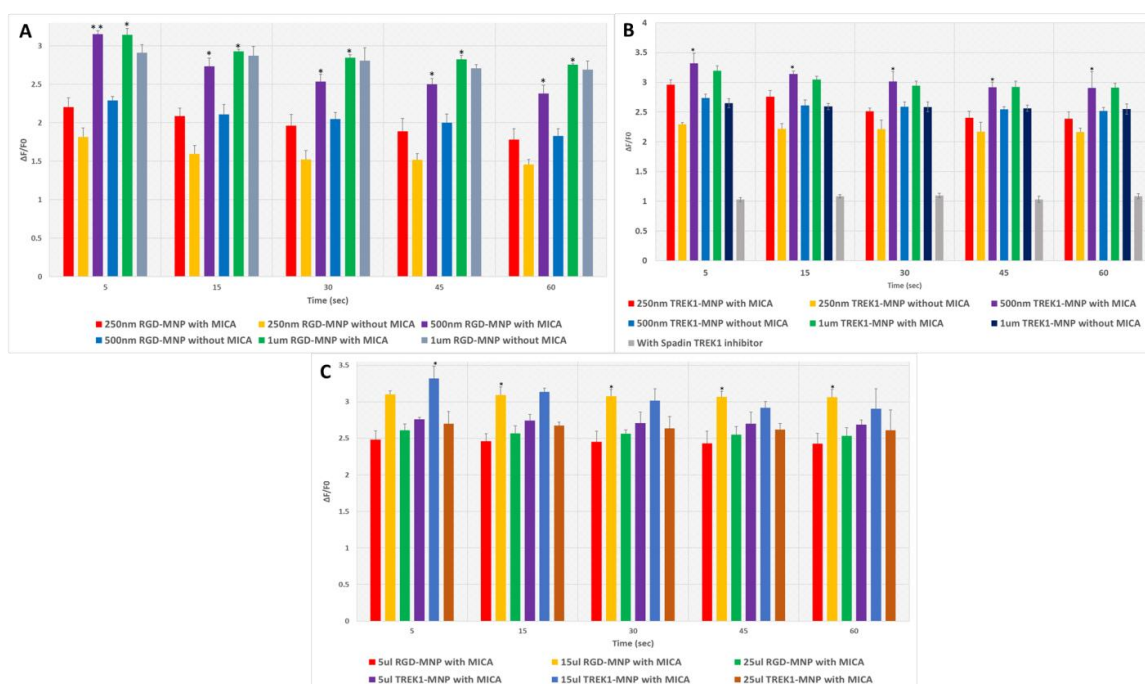 A
** *
* *
* *
* *
* *
3
2.5
2
1.5
1
0.5
0
ΔF/F0
5 15 30 45 60
Time (sec)
250nm RGD-MNP with MICA 250nm RGD-MNP without MICA 500nm RGD-MNP with MICA
500nm RGD-MNP without MICA 1um RGD-MNP with MICA 1um RGD-MNP without MICA
B
* * * * *
4
3.5
3
2.5
2
1.5
1
0.5
0
ΔF/F0
5 15 30 45 60
Time (sec)
250nm TREK1-MNP with MICA 250nm TREK1-MNP without MICA 500nm TREK1-MNP with MICA
500nm TREK1-MNP without MICA 1um TREK1-MNP with MICA 1um TREK1-MNP without MICA
With Spadin TREK1 inhibitor
C
* * * * *
3.5
3
2.5
2
1.5
1
0.5
0
ΔF/F0
5 15 30 45 60
Time (sec)
5ul RGD-MNP with MICA 15ul RGD-MNP with MICA 25ul RGD-MNP with MICA
5ul TREK1-MNP with MICA 15ul TREK1-MNP with MICA 25ul TREK1-MNP with MICA